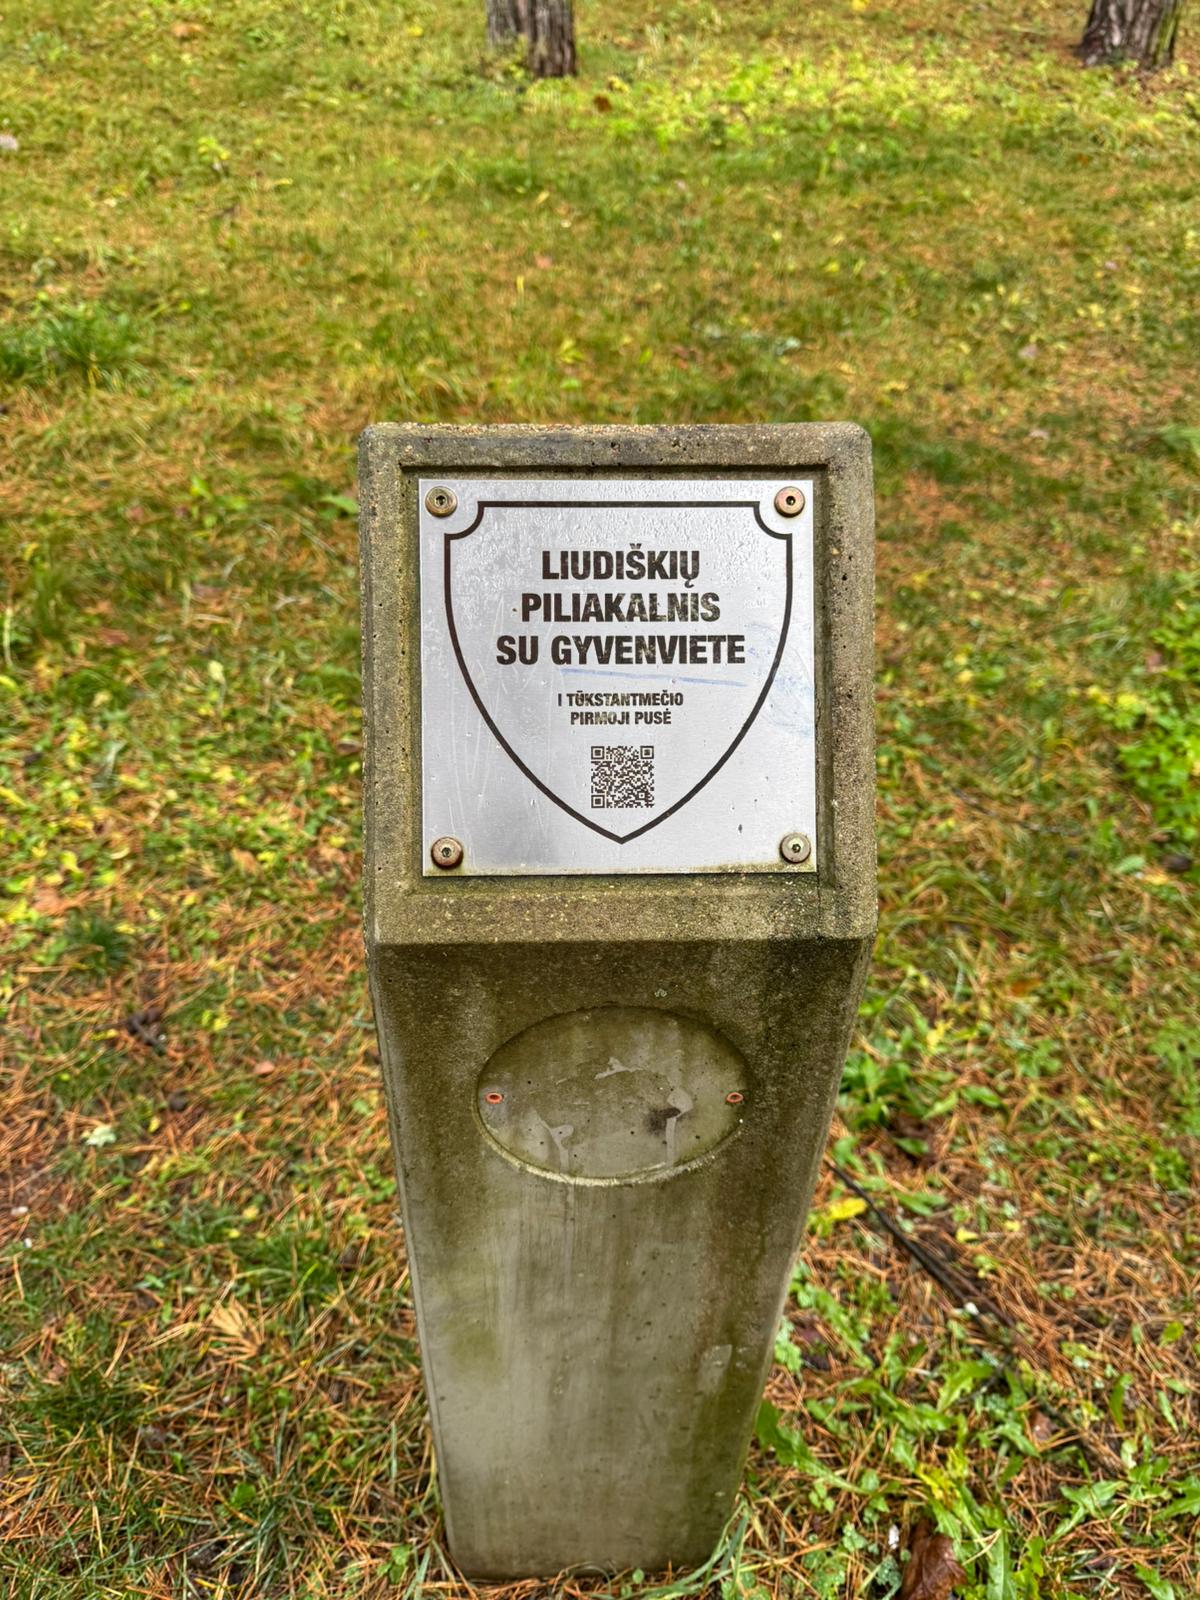 LIUDIŠKIŲ
PILIAKALNIS
SU GYVENVIETE
I TŪKSTANTMEČIO
PIRMOJI PUSĖ